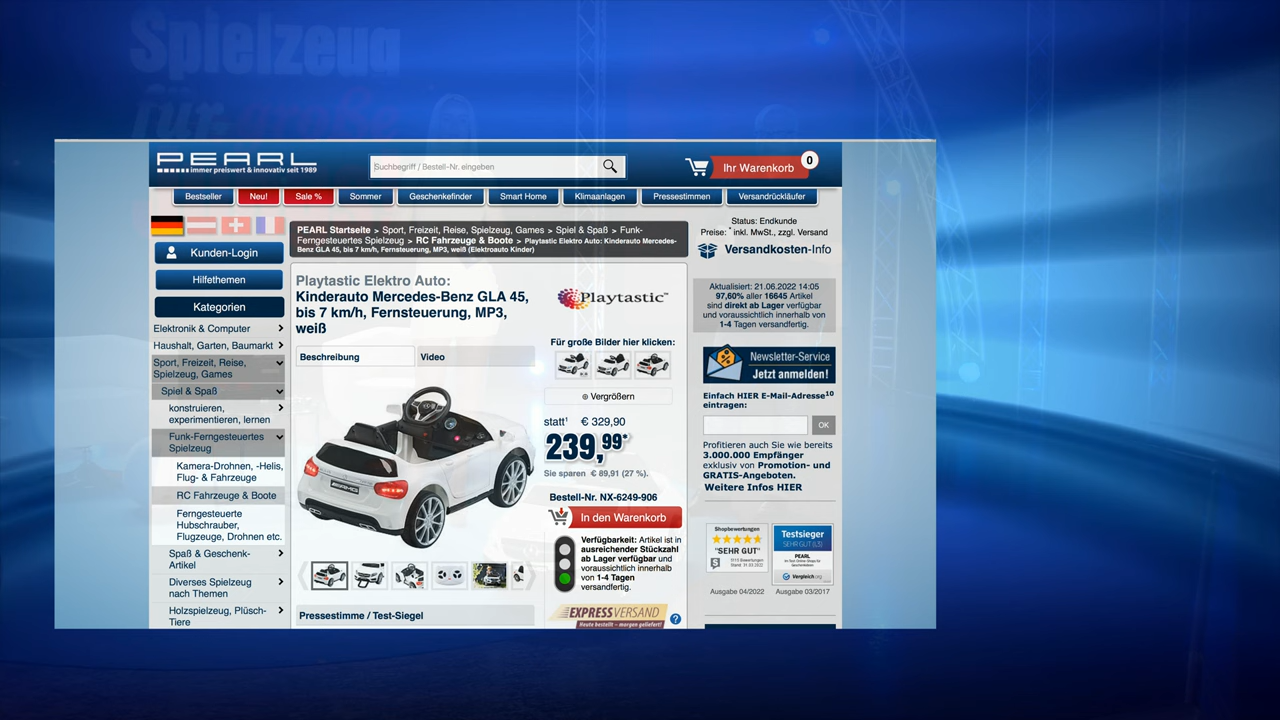 Spielzeug
für große
PEARL
immer preiswert & innovativ seit 1989
Suchbegriff / Bestell-Nr. eingeben
Ihr Warenkorb
0
Bestseller
Neu!
Sale %
Sommer
Geschenkefinder
Smart Home
Klimaanlagen
Pressestimmen
Versandrückläufer
Kunden-Login
Hilfethemen
Kategorien
Elektronik & Computer
Haushalt, Garten, Baumarkt
Sport, Freizeit, Reise,
Spielzeug, Games
Spiel & Spaß
konstruieren,
experimentieren, lernen
Funk-Ferngesteuertes
Spielzeug
Kamera-Drohnen, -Helis,
Flug- & Fahrzeuge
RC Fahrzeuge & Boote
Ferngesteuerte
Hubschrauber,
Flugzeuge, Drohnen etc.
Spaß & Geschenk-
Artikel
Diverses Spielzeug
nach Themen
Holzspielzeug, Plüsch-
Tiere
PEARL Startseite > Sport, Freizeit, Reise, Spielzeug, Games > Spiel & Spaß > Funk-
Ferngesteuertes Spielzeug > RC Fahrzeuge & Boote > Playtastic Elektro Auto: Kinderauto Mercedes-
Benz GLA 45, bis 7 km/h, Fernsteuerung, MP3, weiß (Elektroauto Kinder)
Playtastic Elektro Auto:
Kinderauto Mercedes-Benz GLA 45,
bis 7 km/h, Fernsteuerung, MP3,
weiß
Beschreibung
Video
Pressestimme / Test-Siegel
Playtastic
Für große Bilder hier klicken:
Vergrößern
statt¹ € 329,90
239,99*
Sie sparen € 89,91 (27 %).
Bestell-Nr. NX-6249-906
In den Warenkorb
Verfügbarkeit: Artikel ist in
ausreichender Stückzahl
ab Lager verfügbar und
voraussichtlich innerhalb
von 1-4 Tagen
versandfertig.
EXPRESSVERSAND
Heute bestellt – morgen geliefert!
?
Status: Endkunde
Preise: * inkl. MwSt., zzgl. Versand
Versandkosten-Info
Aktualisiert: 21.06.2022 14:05
97,60% aller 16645 Artikel
sind direkt ab Lager verfügbar
und voraussichtlich innerhalb von
1-4 Tagen versandfertig.
Newsletter-Service
Jetzt anmelden!
Einfach HIER E-Mail-Adresse¹⁰
eintragen:
OK
Profitieren auch Sie wie bereits
3.000.000 Empfänger
exklusiv von Promotion- und
GRATIS-Angeboten.
Weitere Infos HIER
Shopbewertungen
"SEHR GUT"
Ausgabe 04/2022
Testsieger
SEHR GUT
PEARL
Vergleich.org
Ausgabe 03/2017